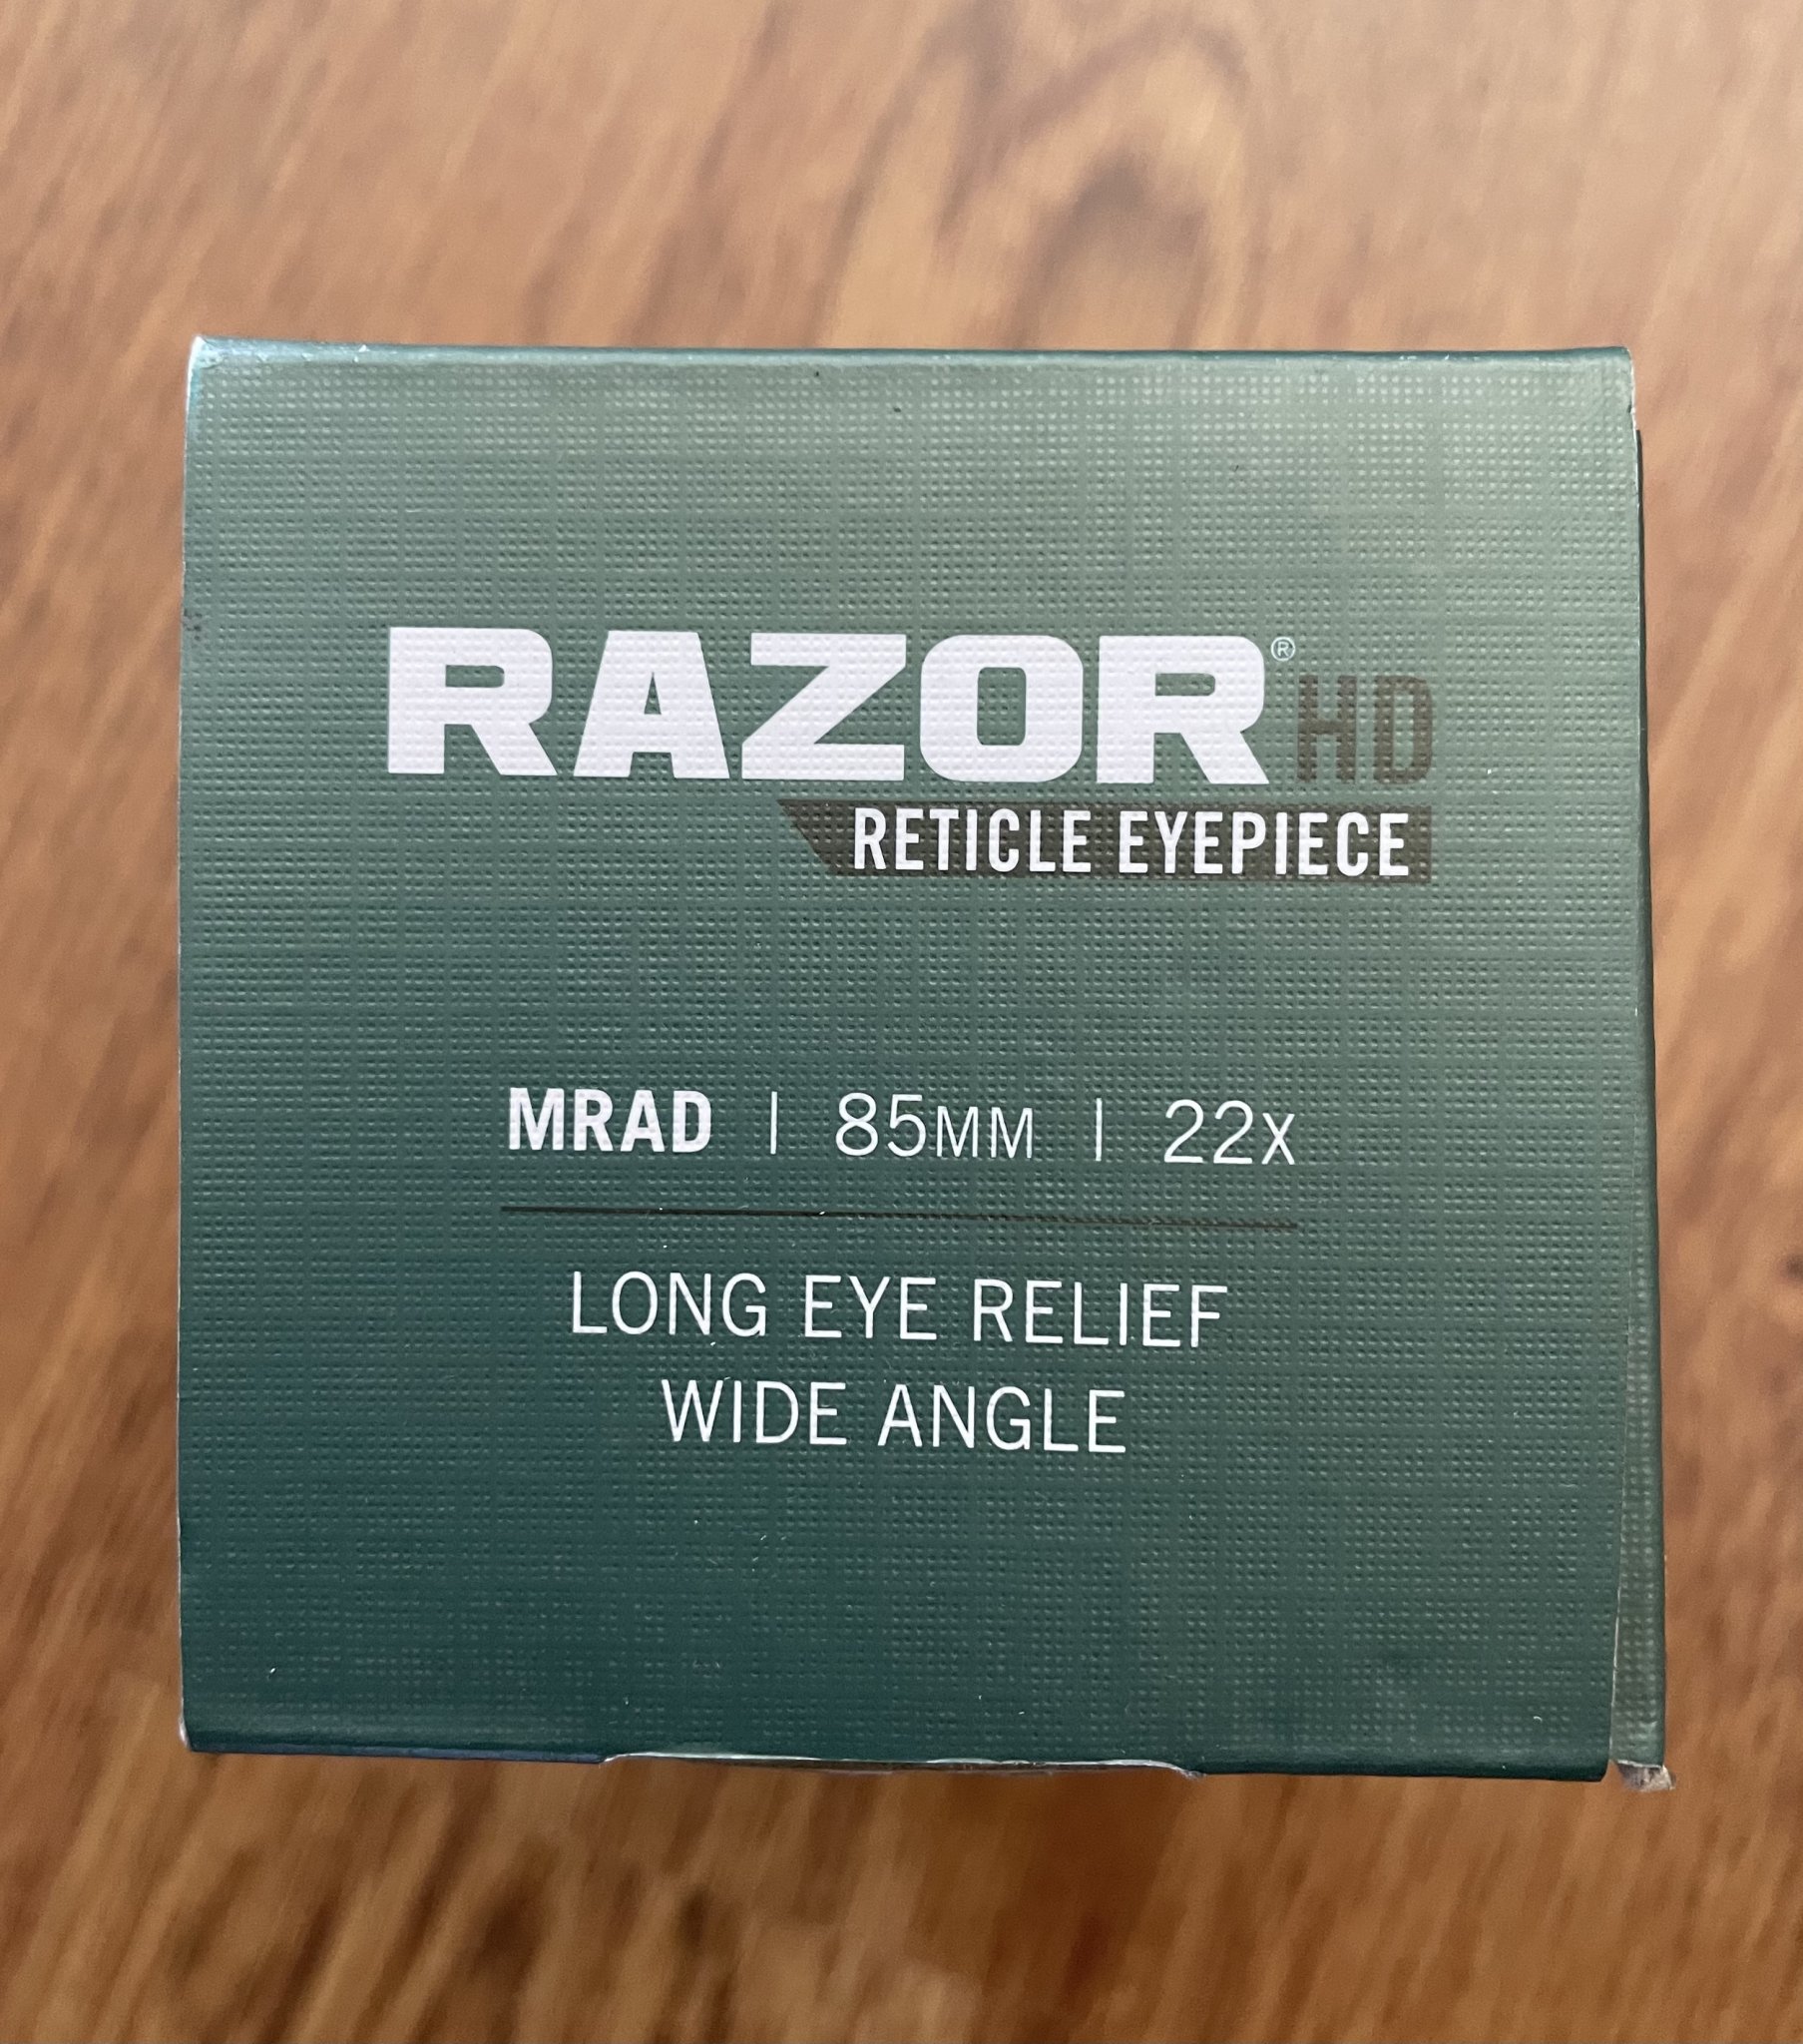 RAZOR® HD
RETICLE EYEPIECE
MRAD | 85MM | 22X
LONG EYE RELIEF
WIDE ANGLE